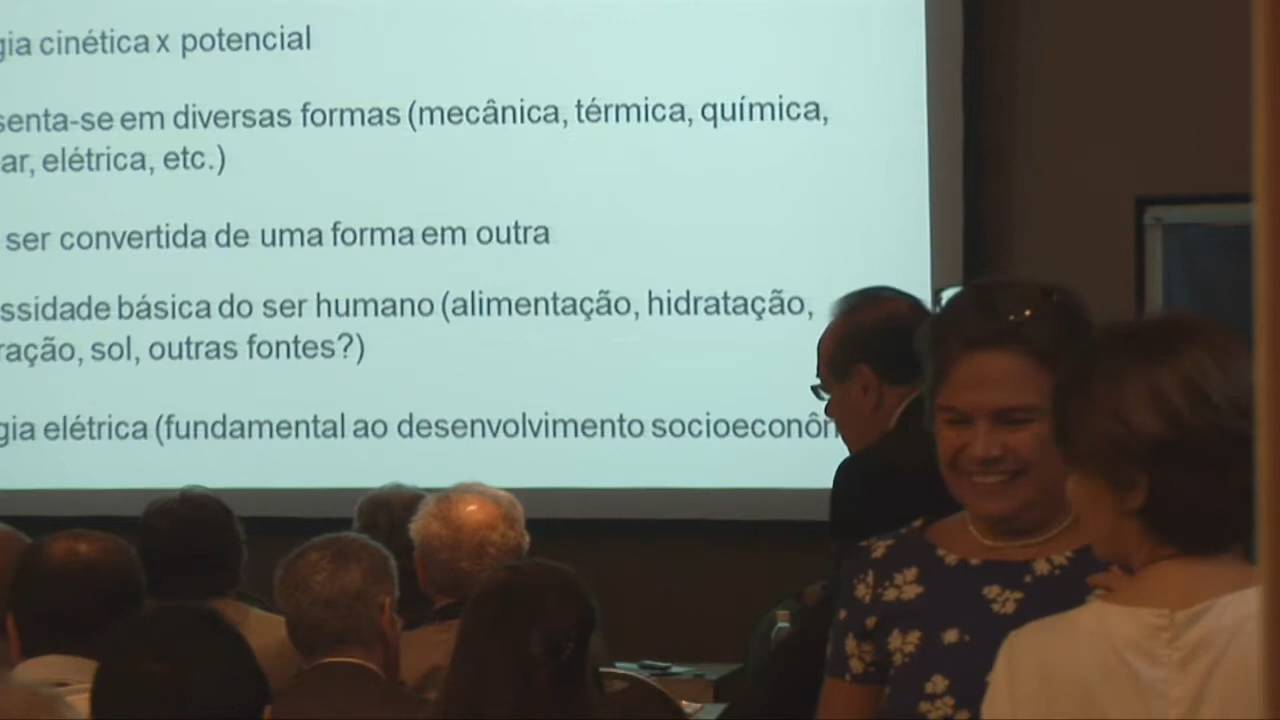 gia cinética x potencial
senta-se em diversas formas (mecânica, térmica, química,
ar, elétrica, etc.)
ser convertida de uma forma em outra
ssidade básica do ser humano (alimentação, hidratação,
ração, sol, outras fontes?)
gia elétrica (fundamental ao desenvolvimento socioeconôn